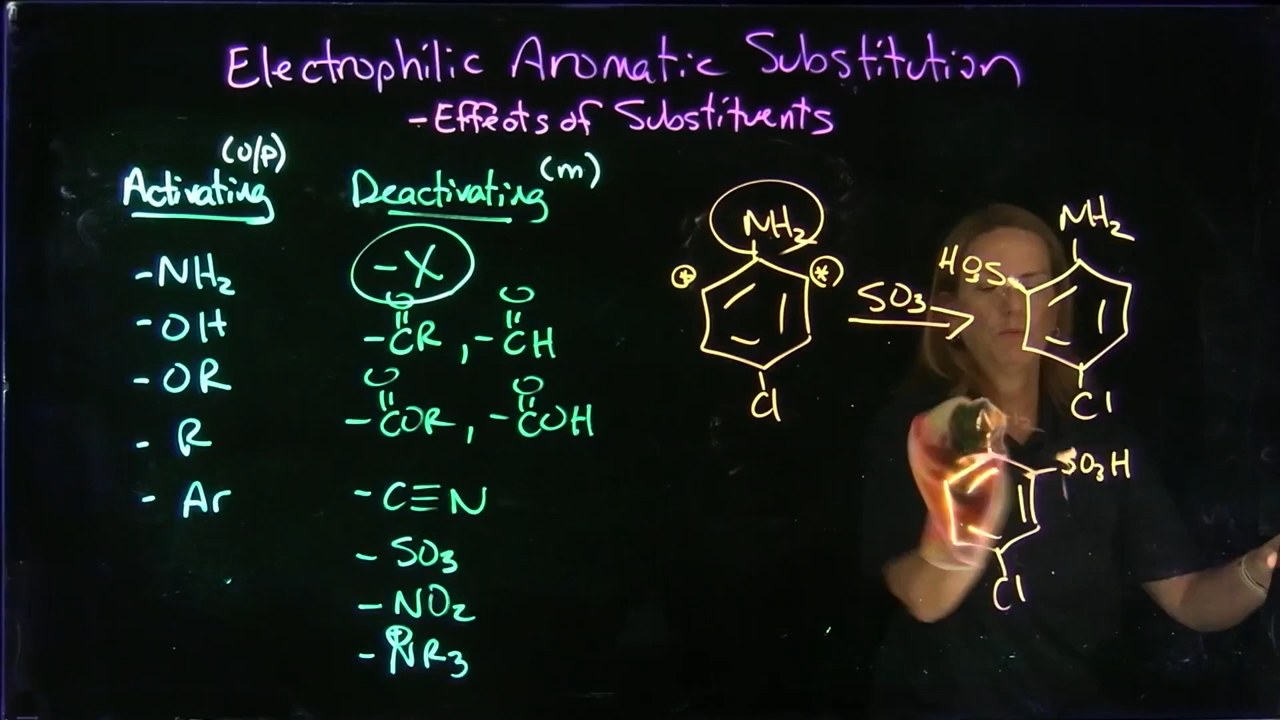 Electrophilic Aromatic Substitution
-Effects of Substituents
Activating (o/p)
-NH₂
-OH
-OR
-R
-Ar
Deactivating (m)
-X
O O
-CR, -CH
O O
-COR, -COH
-C≡N
-SO₃
-NO₂
⊕
-NR₃
NH₂
* *
Cl
SO₃
NH₂
HO₃S
Cl
SO₃H
Cl